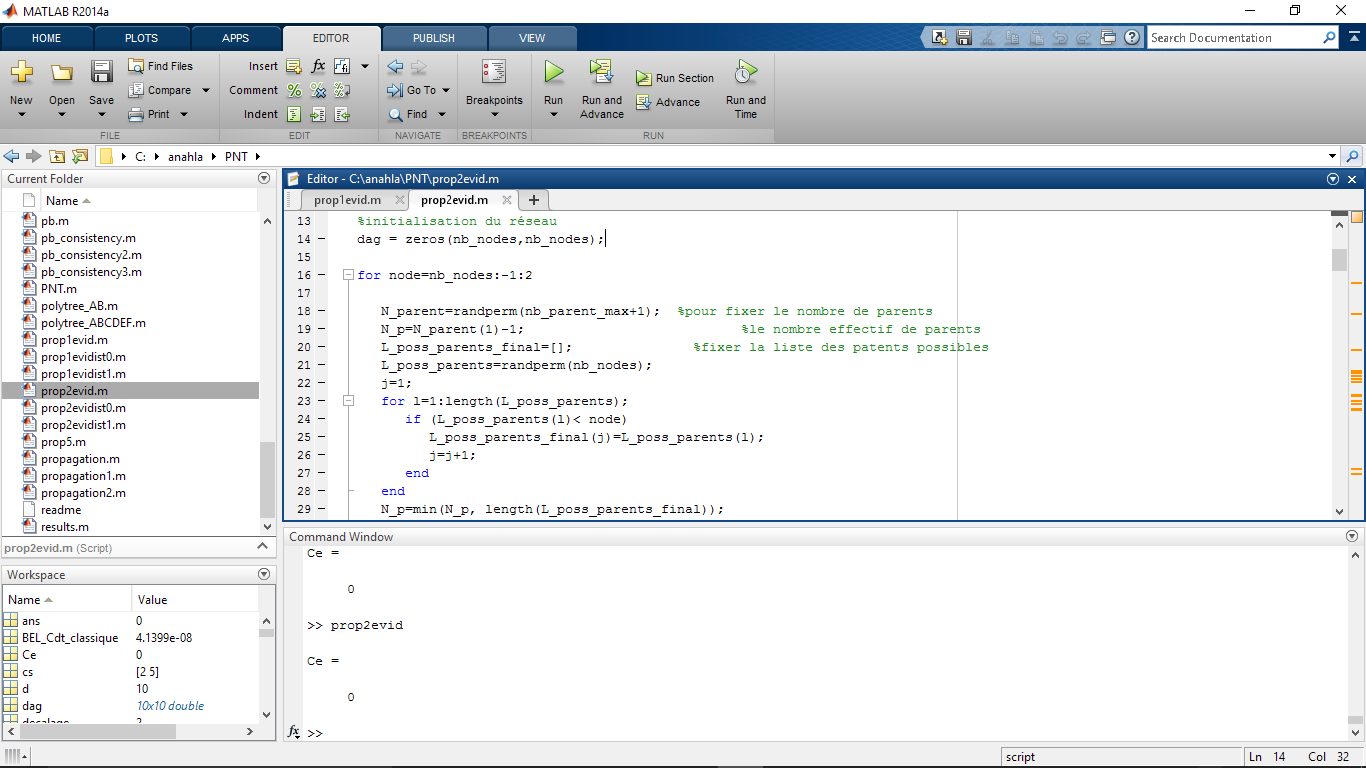 MATLAB R2014a
HOME PLOTS APPS EDITOR PUBLISH VIEW
Search Documentation
New Open Save
Find Files
Compare
Print
FILE
Insert fx
Comment
Indent
EDIT
Go To
Find
NAVIGATE
Breakpoints
BREAKPOINTS
Run
Run and Advance
Run Section
Advance
Run and Time
RUN
C: anahla PNT
Current Folder
Name
pb.m
pb_consistency.m
pb_consistency2.m
pb_consistency3.m
PNT.m
polytree_AB.m
polytree_ABCDEF.m
prop1evid.m
prop1evidist0.m
prop1evidist1.m
prop2evid.m
prop2evidist0.m
prop2evidist1.m
prop5.m
propagation.m
propagation1.m
propagation2.m
readme
results.m
prop2evid.m (Script)
Workspace
Name Value
ans 0
BEL_Cdt_classique 4.1399e-08
Ce 0
cs [2 5]
d 10
dag 10x10 double
decalage 2
Editor - C:\anahla\PNT\prop2evid.m
prop1evid.m prop2evid.m
13 %initialisation du réseau
14 dag = zeros(nb_nodes,nb_nodes);
15
16 for node=nb_nodes:-1:2
17
18 N_parent=randperm(nb_parent_max+1); %pour fixer le nombre de parents
19 N_p=N_parent(1)-1; %le nombre effectif de parents
20 L_poss_parents_final=[]; %fixer la liste des patents possibles
21 L_poss_parents=randperm(nb_nodes);
22 j=1;
23 for l=1:length(L_poss_parents);
24 if (L_poss_parents(l)< node)
25 L_poss_parents_final(j)=L_poss_parents(l);
26 j=j+1;
27 end
28 end
29 N_p=min(N_p, length(L_poss_parents_final));
Command Window
Ce =
0
>> prop2evid
Ce =
0
fx >>
script Ln 14 Col 32